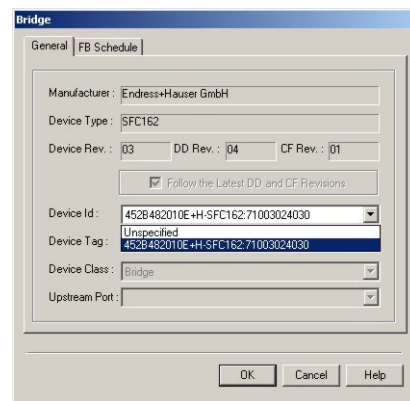 Bridge
General FB Schedule
Manufacturer : Endress+Hauser GmbH
Device Type : SFC162
Device Rev. : 03 DD Rev. : 04 CF Rev. : 01
Follow the Latest DD and CF Revisions
Device Id : 452B482010E+H-SFC162:71003024030
Unspecified
Device Tag : 452B482010E+H-SFC162:71003024030
Device Class : Bridge
Upstream Port :
OK Cancel Help